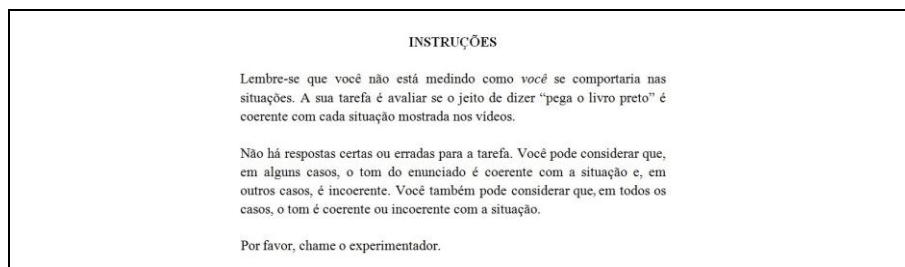 INSTRUÇÕES
Lembre-se que você não está medindo como você se comportaria nas
situações. A sua tarefa é avaliar se o jeito de dizer “pega o livro preto” é
coerente com cada situação mostrada nos vídeos.
Não há respostas certas ou erradas para a tarefa. Você pode considerar que,
em alguns casos, o tom do enunciado é coerente com a situação e, em
outros casos, é incoerente. Você também pode considerar que, em todos os
casos, o tom é coerente ou incoerente com a situação.
Por favor, chame o experimentador.